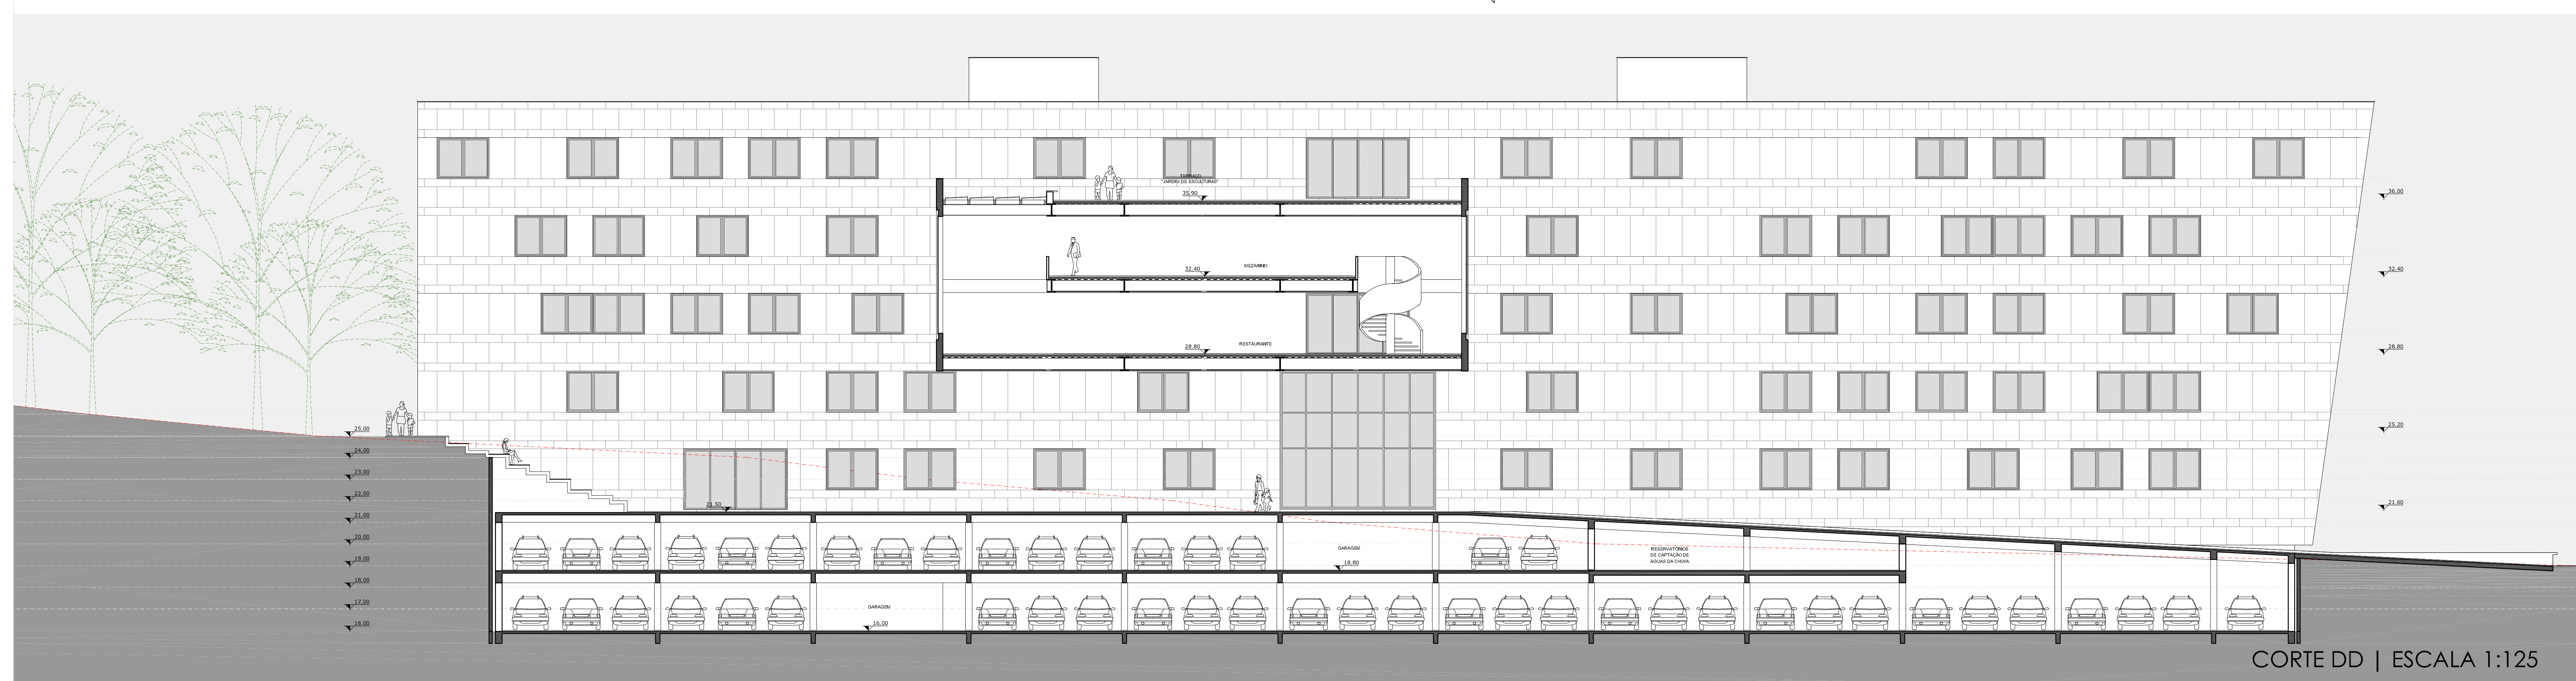 TERRAÇO
"JARDIM DE ESCULTURAS"
35,90
36,00
MEZANINO
32,40
32,40
RESTAURANTE
28,80
28,80
25,00
25,20
24,00
23,00
22,00
21,50
21,60
21,00
20,00
19,00
18,00
17,00
16,00
GARAGEM
18,80
RESERVATÓRIOS
DE CAPTAÇÃO DE
ÁGUAS DA CHUVA
GARAGEM
16,00
CORTE DD | ESCALA 1:125